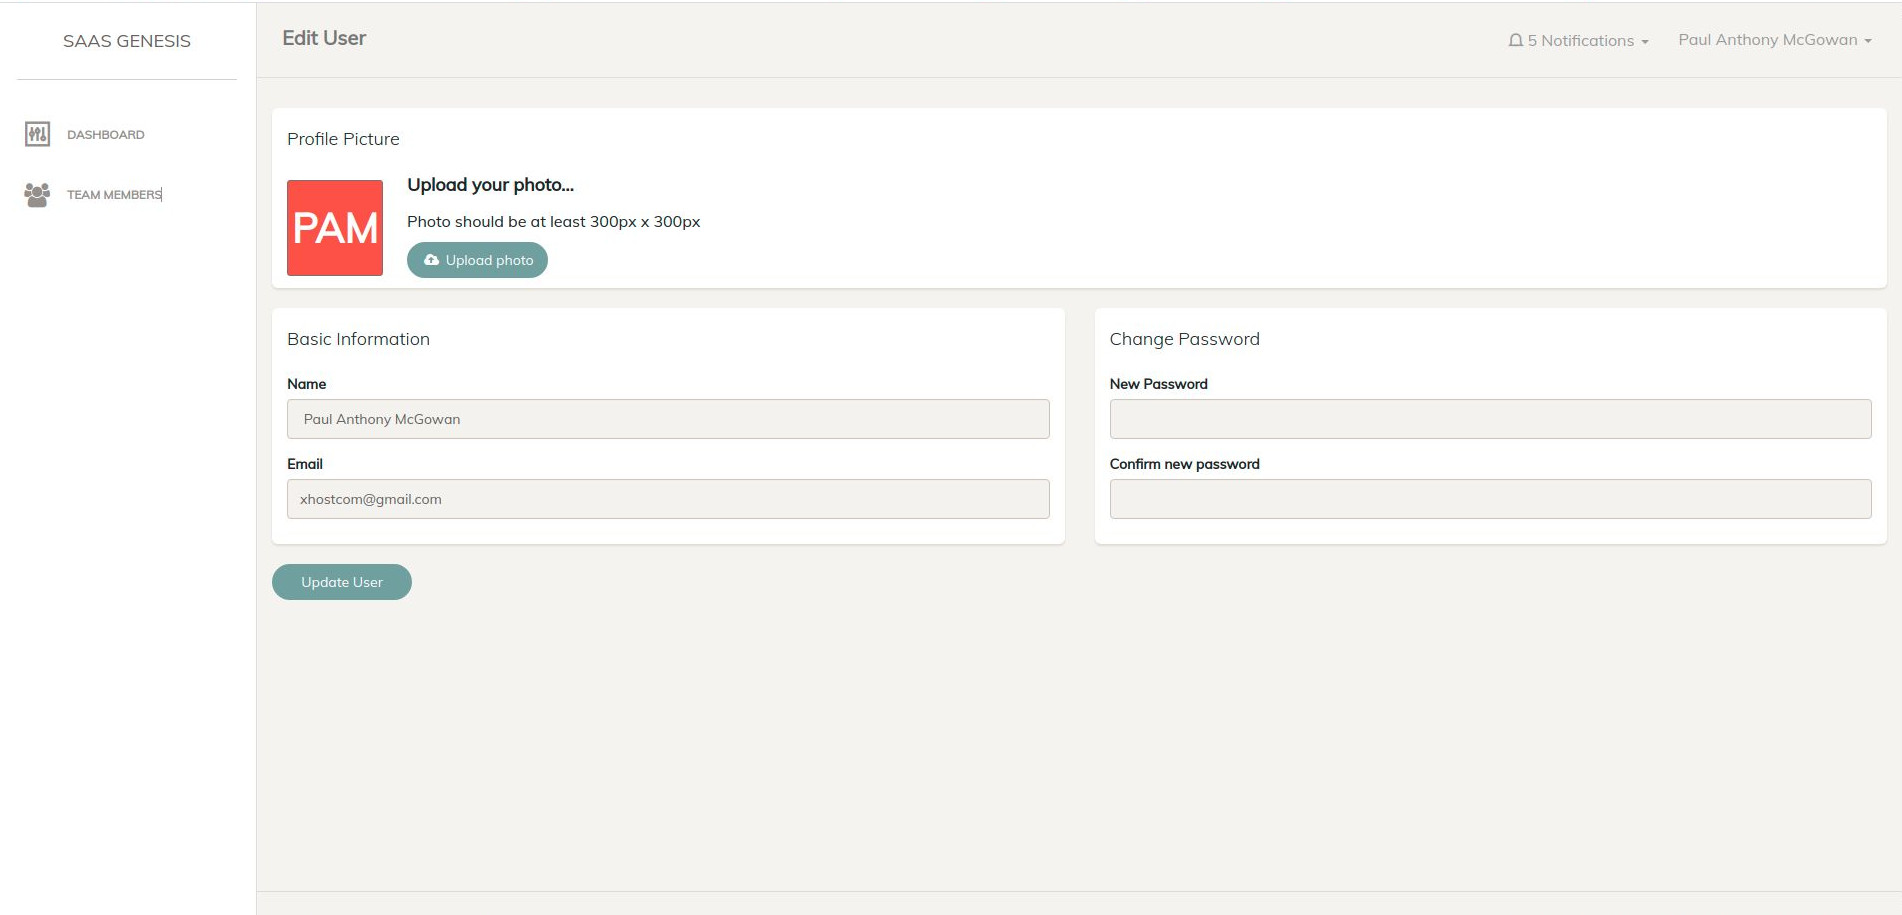 SAAS GENESIS
DASHBOARD
TEAM MEMBERS
Edit User
5 Notifications
Paul Anthony McGowan
Profile Picture
PAM
Upload your photo...
Photo should be at least 300px x 300px
Upload photo
Basic Information
Name
Paul Anthony McGowan
Email
xhostcom@gmail.com
Change Password
New Password
Confirm new password
Update User